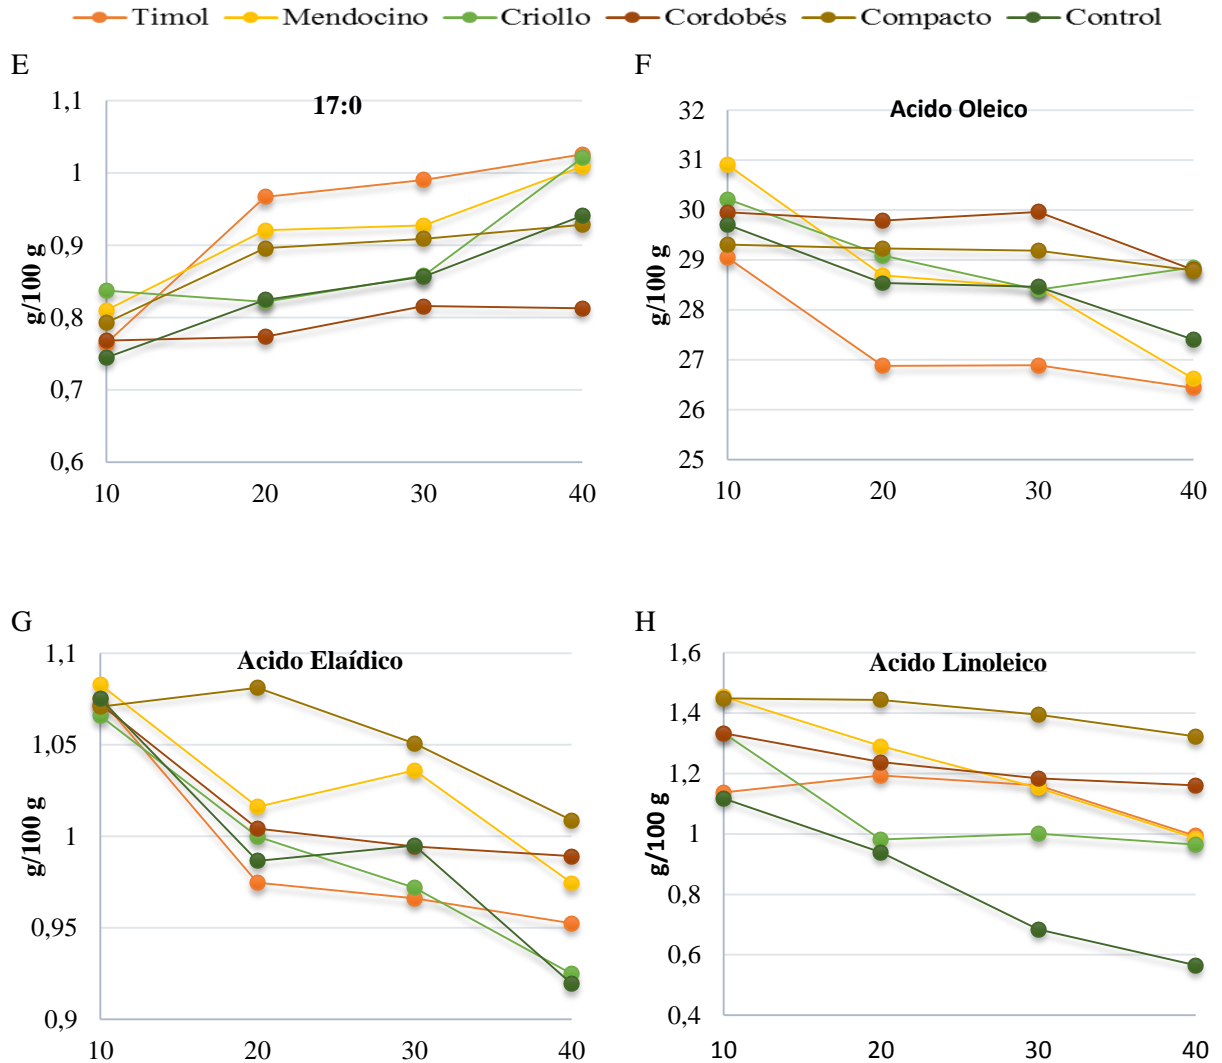 Timol Mendocino Criollo Cordobés Compacto Control
E
17:0
g/100 g
1,1
1
0,9
0,8
0,7
0,6
10 20 30 40
F
Acido Oleico
g/100 g
32
31
30
29
28
27
26
25
10 20 30 40
G
Acido Elaídico
g/100 g
1,1
1,05
1
0,95
0,9
10 20 30 40
H
Acido Linoleico
g/100 g
1,6
1,4
1,2
1
0,8
0,6
0,4
10 20 30 40